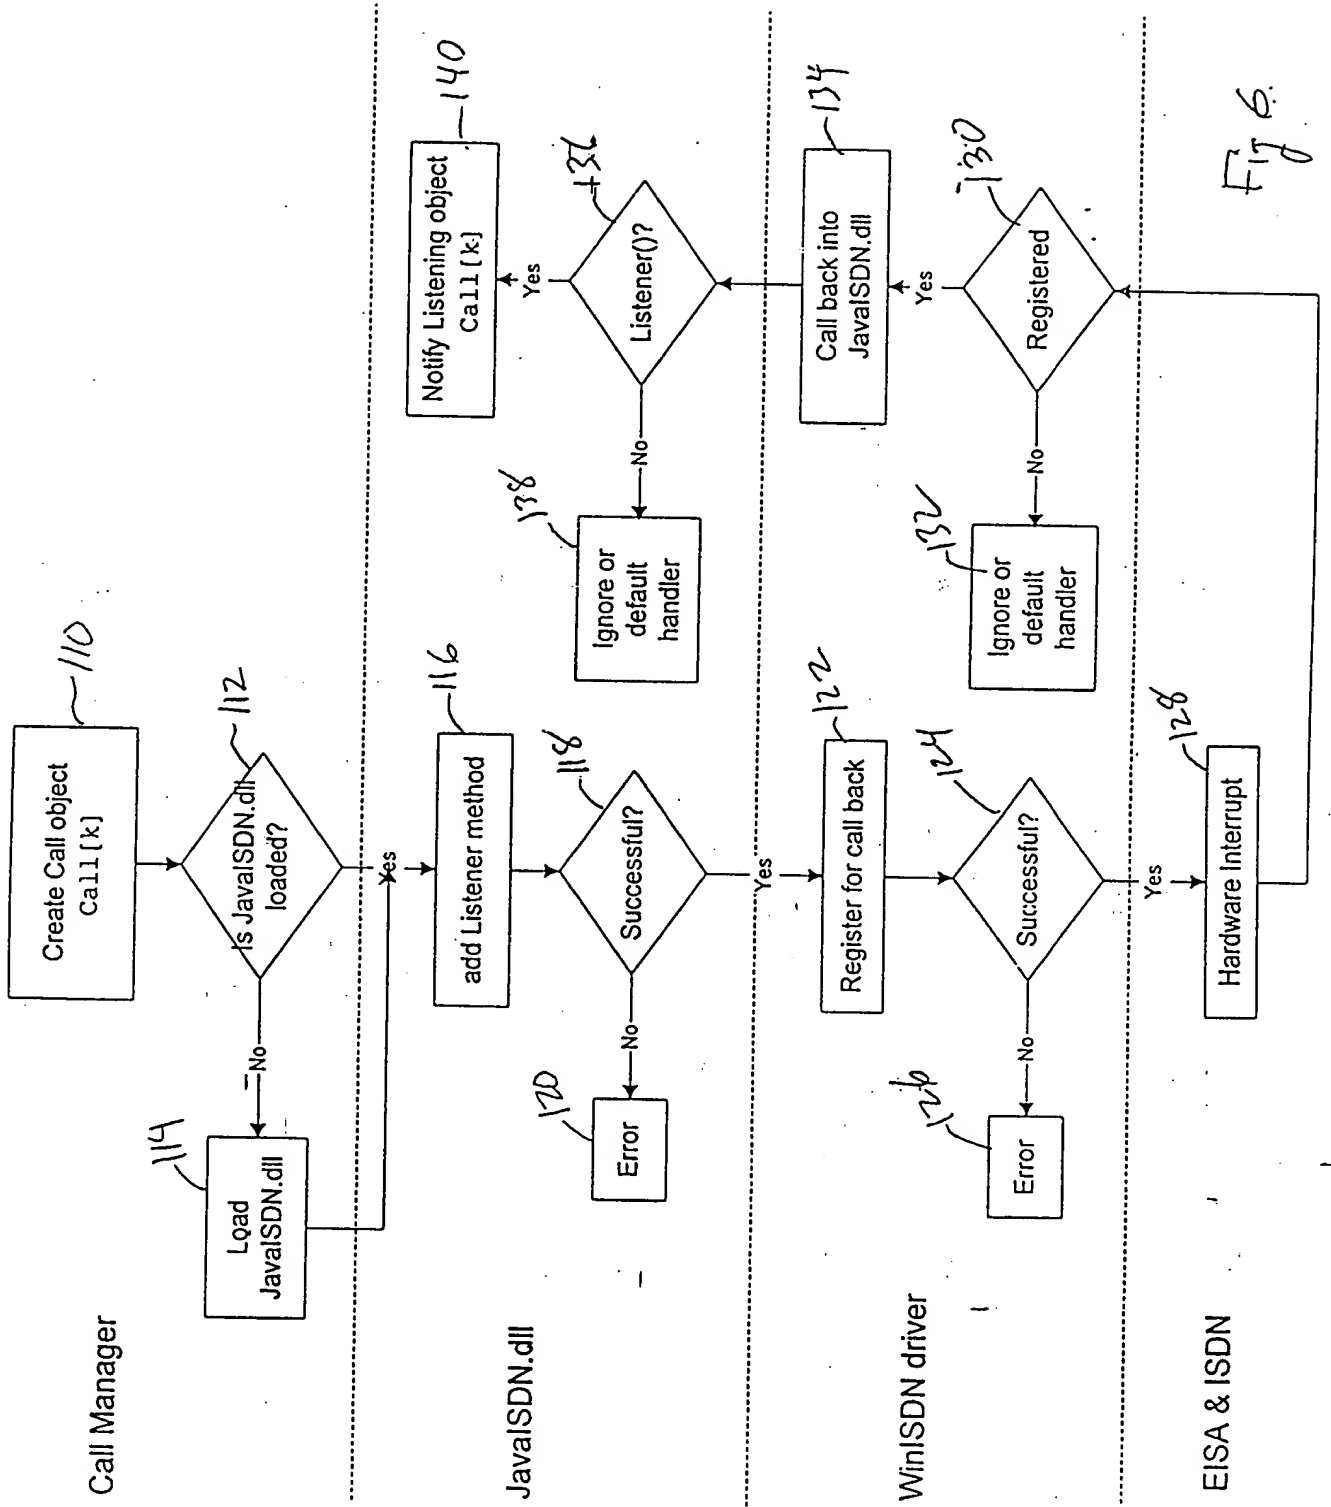 Call Manager
Create Call object
Call[k]
110
Is JavaISDN.dll
loaded?
112
No
Yes
Load
JavaISDN.dll
114
JavaISDN.dll
add Listener method
116
Successful?
118
No
Yes
Error
120
Notify Listening object
Call[k]
140
Yes
Listener()?
136
No
Ignore or
default
handler
138
WinISDN driver
Register for call back
122
Successful?
124
No
Yes
Error
126
Call back into
JavaISDN.dll
134
Yes
Registered
130
No
Ignore or
default
handler
132
EISA & ISDN
Hardware Interrupt
128
Fig 6.